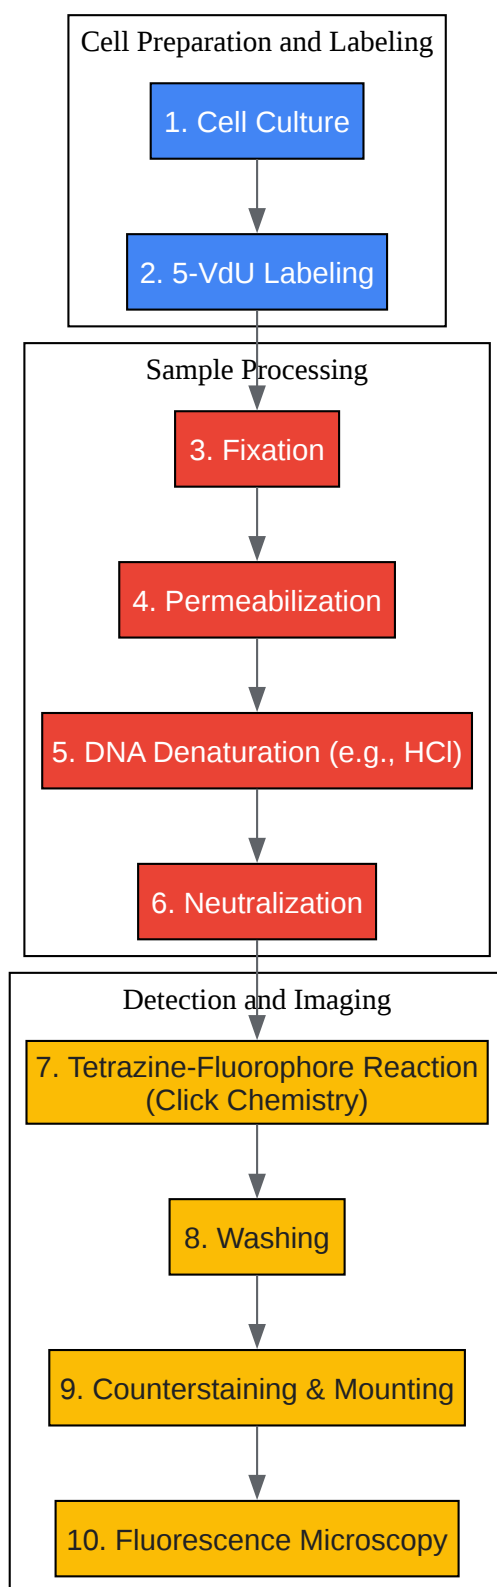 Cell Preparation and Labeling
1. Cell Culture
2. 5-VdU Labeling
Sample Processing
3. Fixation
4. Permeabilization
5. DNA Denaturation (e.g., HCl)
6. Neutralization
Detection and Imaging
7. Tetrazine-Fluorophore Reaction
(Click Chemistry)
8. Washing
9. Counterstaining & Mounting
10. Fluorescence Microscopy